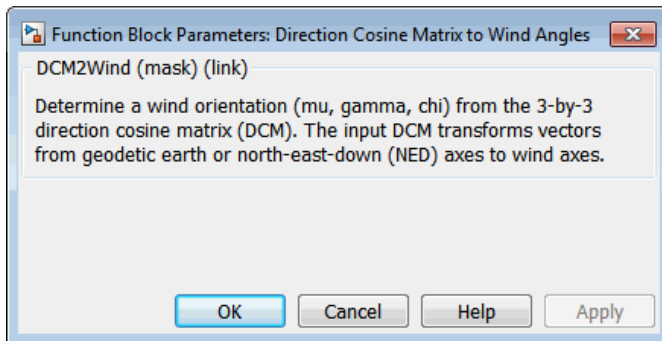 Function Block Parameters: Direction Cosine Matrix to Wind Angles
DCM2Wind (mask) (link)
Determine a wind orientation (mu, gamma, chi) from the 3-by-3
direction cosine matrix (DCM). The input DCM transforms vectors
from geodetic earth or north-east-down (NED) axes to wind axes.
OK Cancel Help Apply